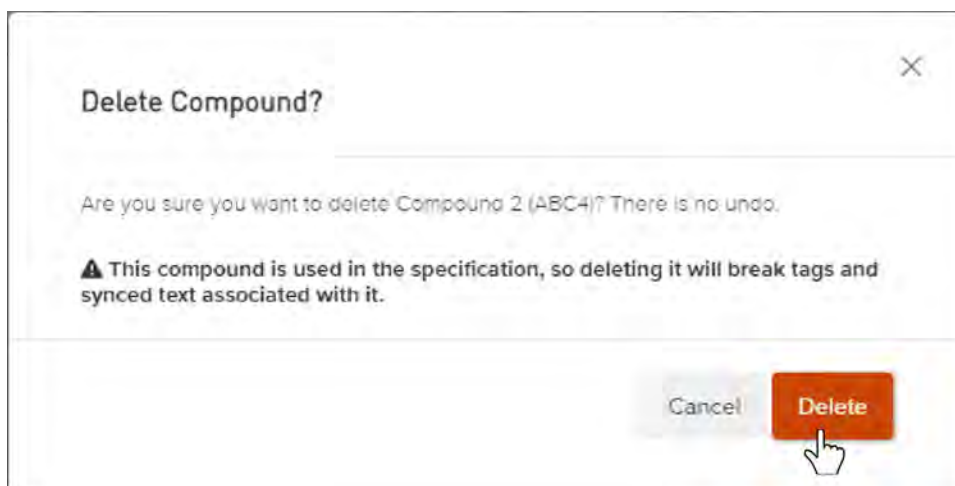 Delete Compound?
Are you sure you want to delete Compound 2 (ABC4)? There is no undo.
This compound is used in the specification, so deleting it will break tags and
synced text associated with it.
Cancel
Delete